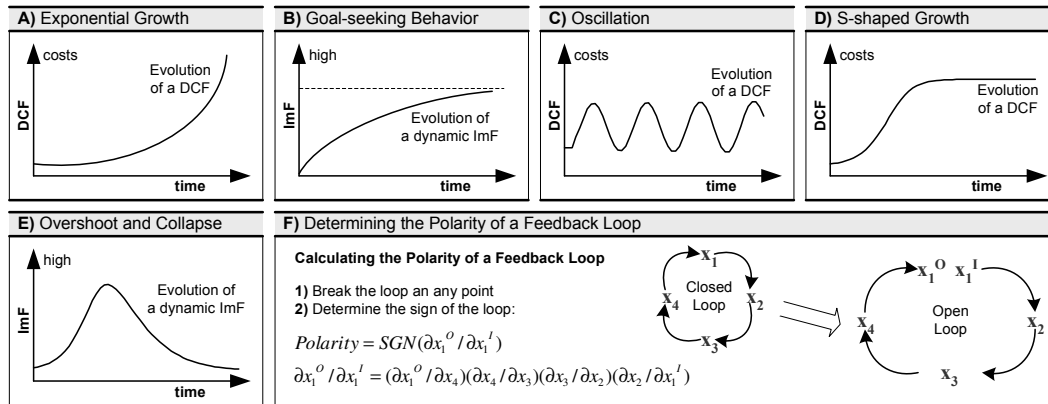 A) Exponential Growth
costs
Evolution
of a DCF
DCF
time
B) Goal-seeking Behavior
high
Evolution of
a dynamic ImF
ImF
time
C) Oscillation
costs
Evolution
of a DCF
DCF
time
D) S-shaped Growth
costs
Evolution
of a DCF
DCF
time
E) Overshoot and Collapse
high
Evolution of
a dynamic ImF
ImF
time
F) Determining the Polarity of a Feedback Loop
Calculating the Polarity of a Feedback Loop
1) Break the loop an any point
2) Determine the sign of the loop:
Polarity = SGN(∂x₁ᴼ/∂x₁ᴵ)
∂x₁ᴼ/∂x₁ᴵ = (∂x₁ᴼ/∂x₄)(∂x₄/∂x₃)(∂x₃/∂x₂)(∂x₂/∂x₁ᴵ)
x₁
x₄
Closed
Loop
x₂
x₃
x₁ᴼ x₁ᴵ
x₄
Open
Loop
x₂
x₃